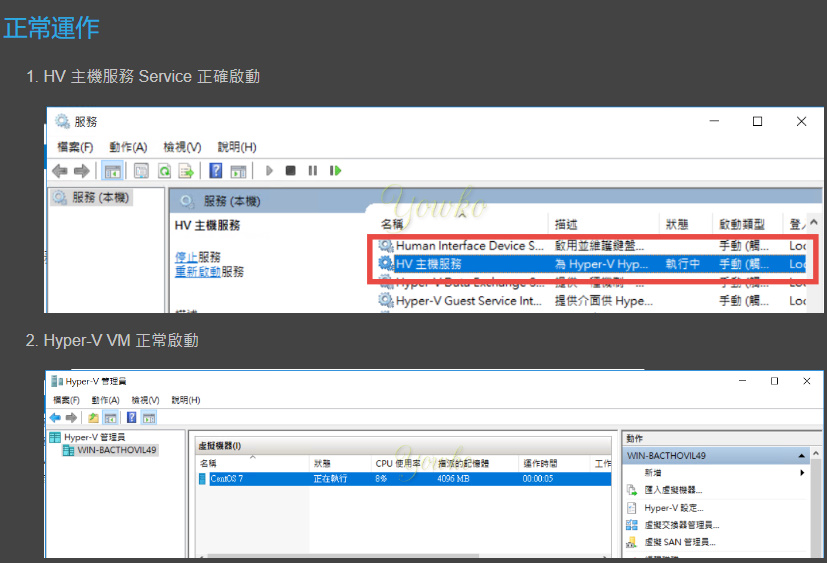 正常運作
1. HV 主機服務 Service 正確啟動
服務
檔案(F) 動作(A) 檢視(V) 說明(H)
服務 (本機)
服務 (本機)
Yowko
HV 主機服務
名稱 描述 狀態 啟動類型 登入
Human Interface Device S... 啟用並維護鍵盤... 手動 (觸... Loc
停止服務
HV 主機服務 為 Hyper-V Hyp... 執行中 手動 (觸... Loc
重新啟動服務
Hyper-V Data Exchange S... 提供一種機制... 手動 (觸... Loc
Hyper-V Guest Service Int... 提供介面供 Hype... 手動 (觸... Loc
2. Hyper-V VM 正常啟動
Hyper-V 管理員
檔案(F) 動作(A) 檢視(V) 說明(H)
Hyper-V 管理員
WIN-BACTHOVIL49
虛擬機器(I)
Yowko
名稱 狀態 CPU 使用率 指派的記憶體 運作時間 工作
CentOS 7 正在執行 8% 4096 MB 00:00:05
動作
WIN-BACTHOVIL49
新增
匯入虛擬機器...
Hyper-V 設定...
虛擬交換器管理員...
虛擬 SAN 管理員...